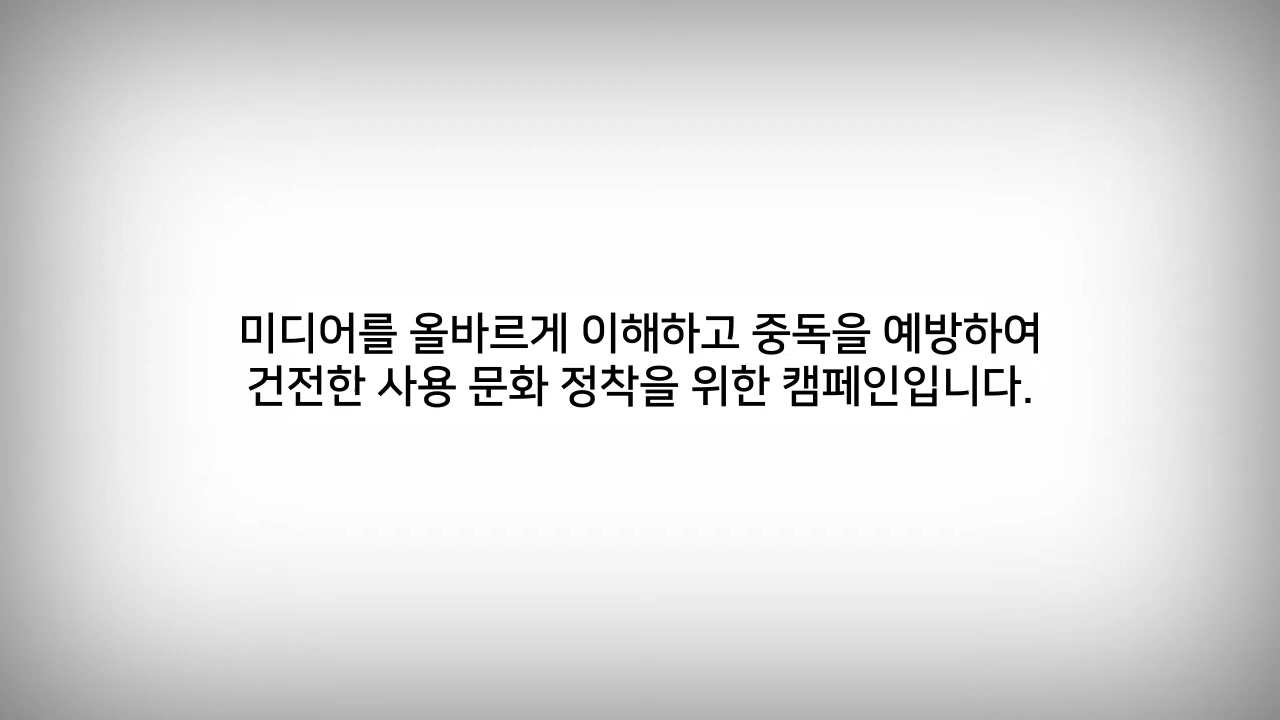 미디어를 올바르게 이해하고 중독을 예방하여
건전한 사용 문화 정착을 위한 캠페인입니다.